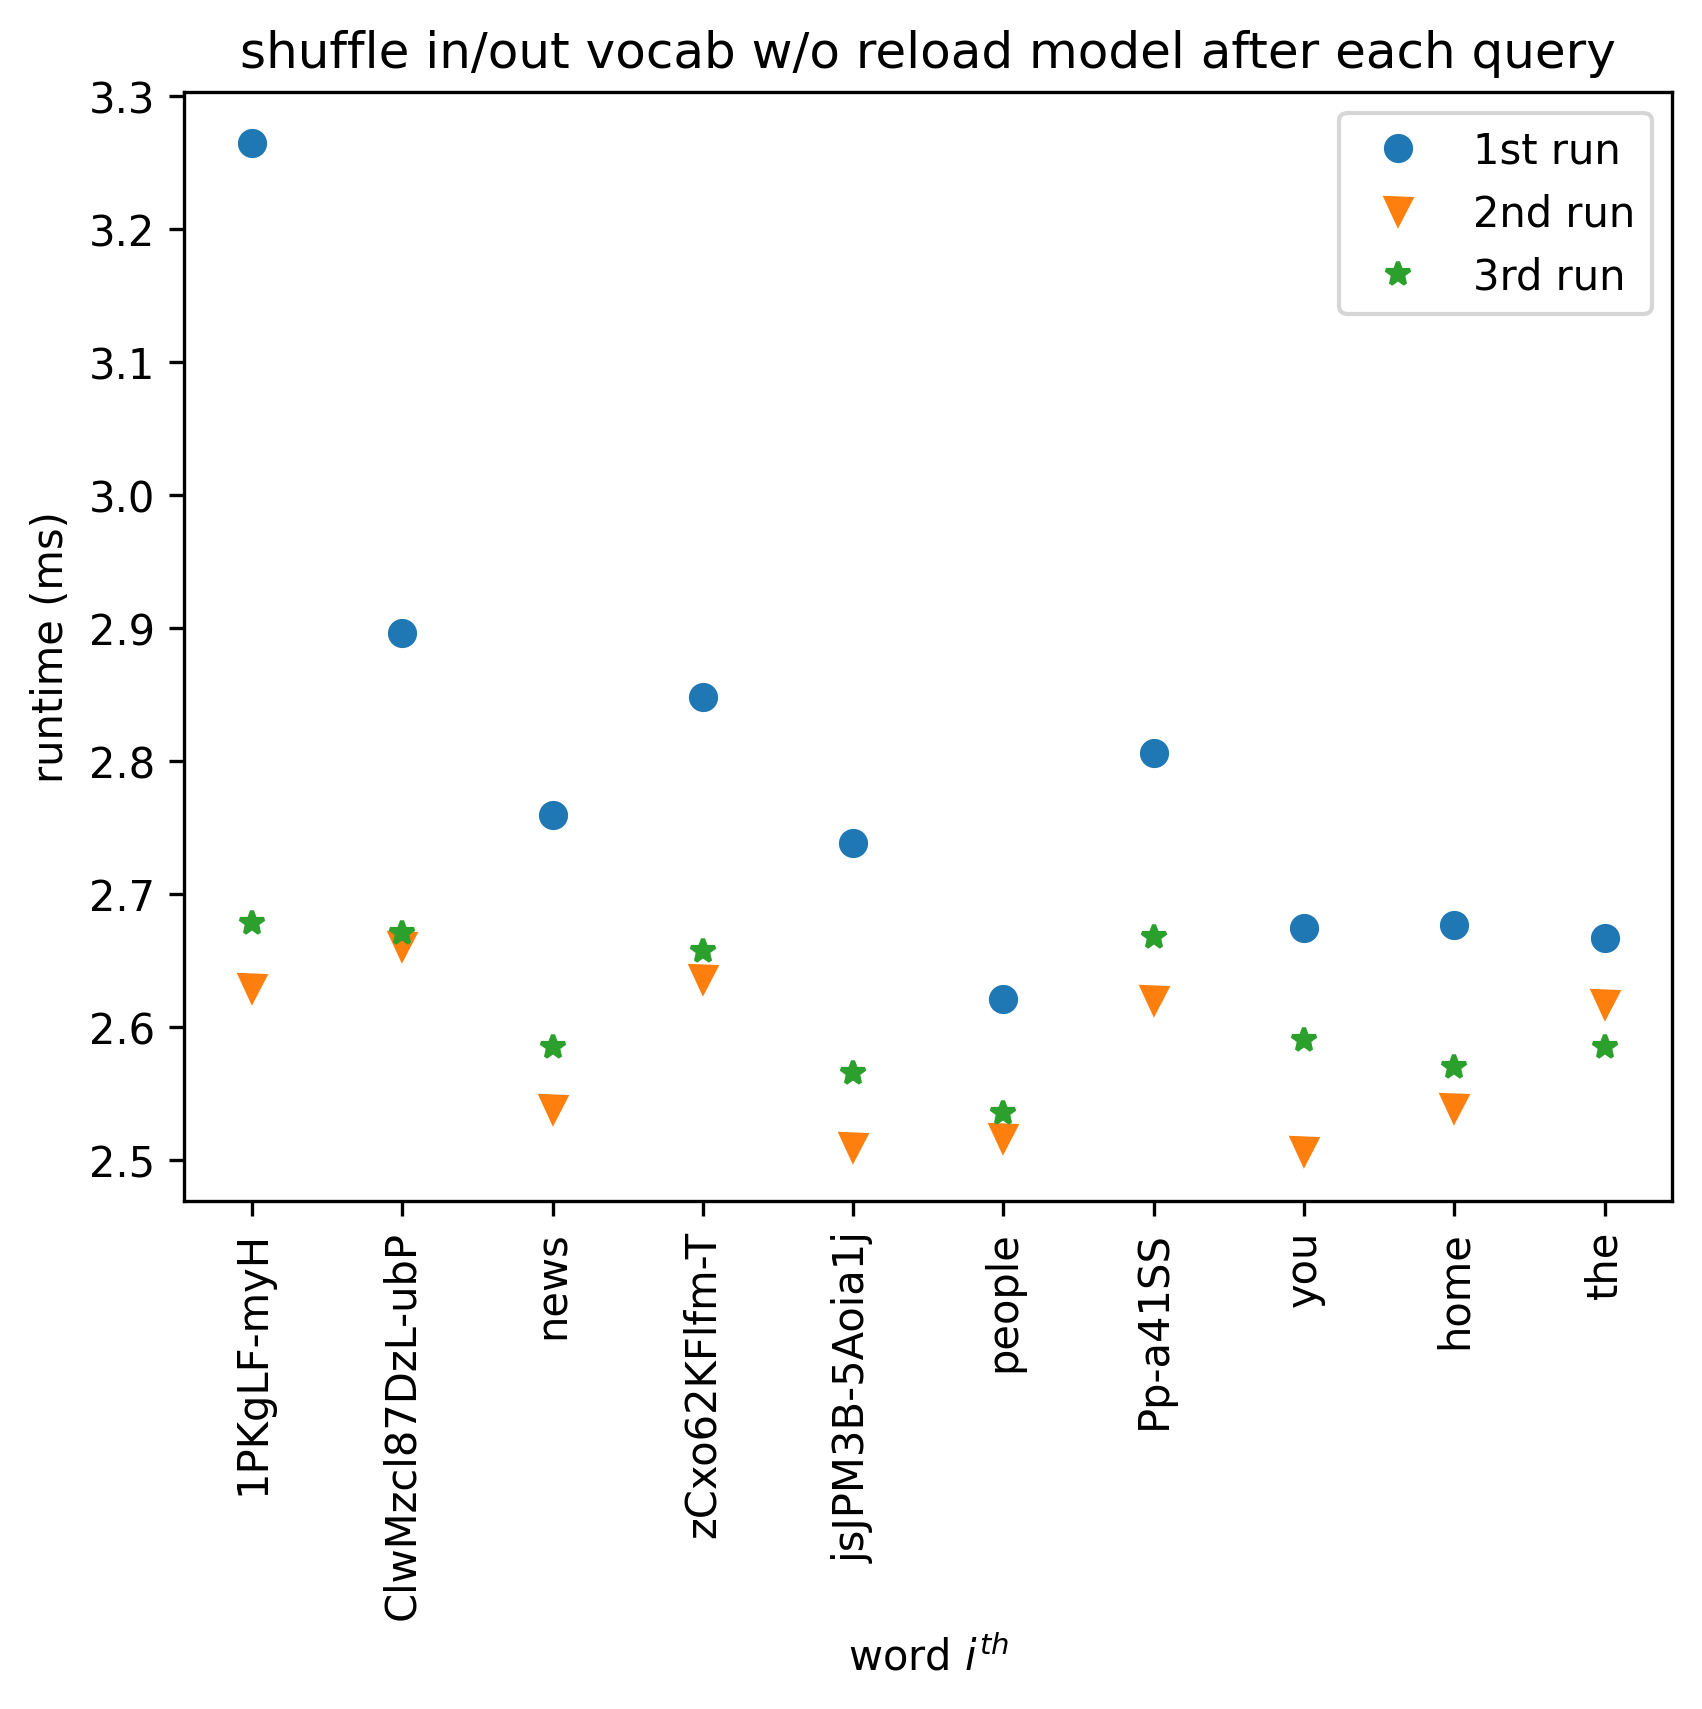 shuffle in/out vocab w/o reload model after each query
3.3
3.2
3.1
3.0
2.9
2.8
2.7
2.6
2.5
runtime (ms)
1st run
2nd run
3rd run
1PKgLF-myH
ClwMzcl87DzL-ubP
news
zCxo62KFlfm-T
jsJPM3B-5Aoia1j
people
Pp-a41SS
you
home
the
word i^th